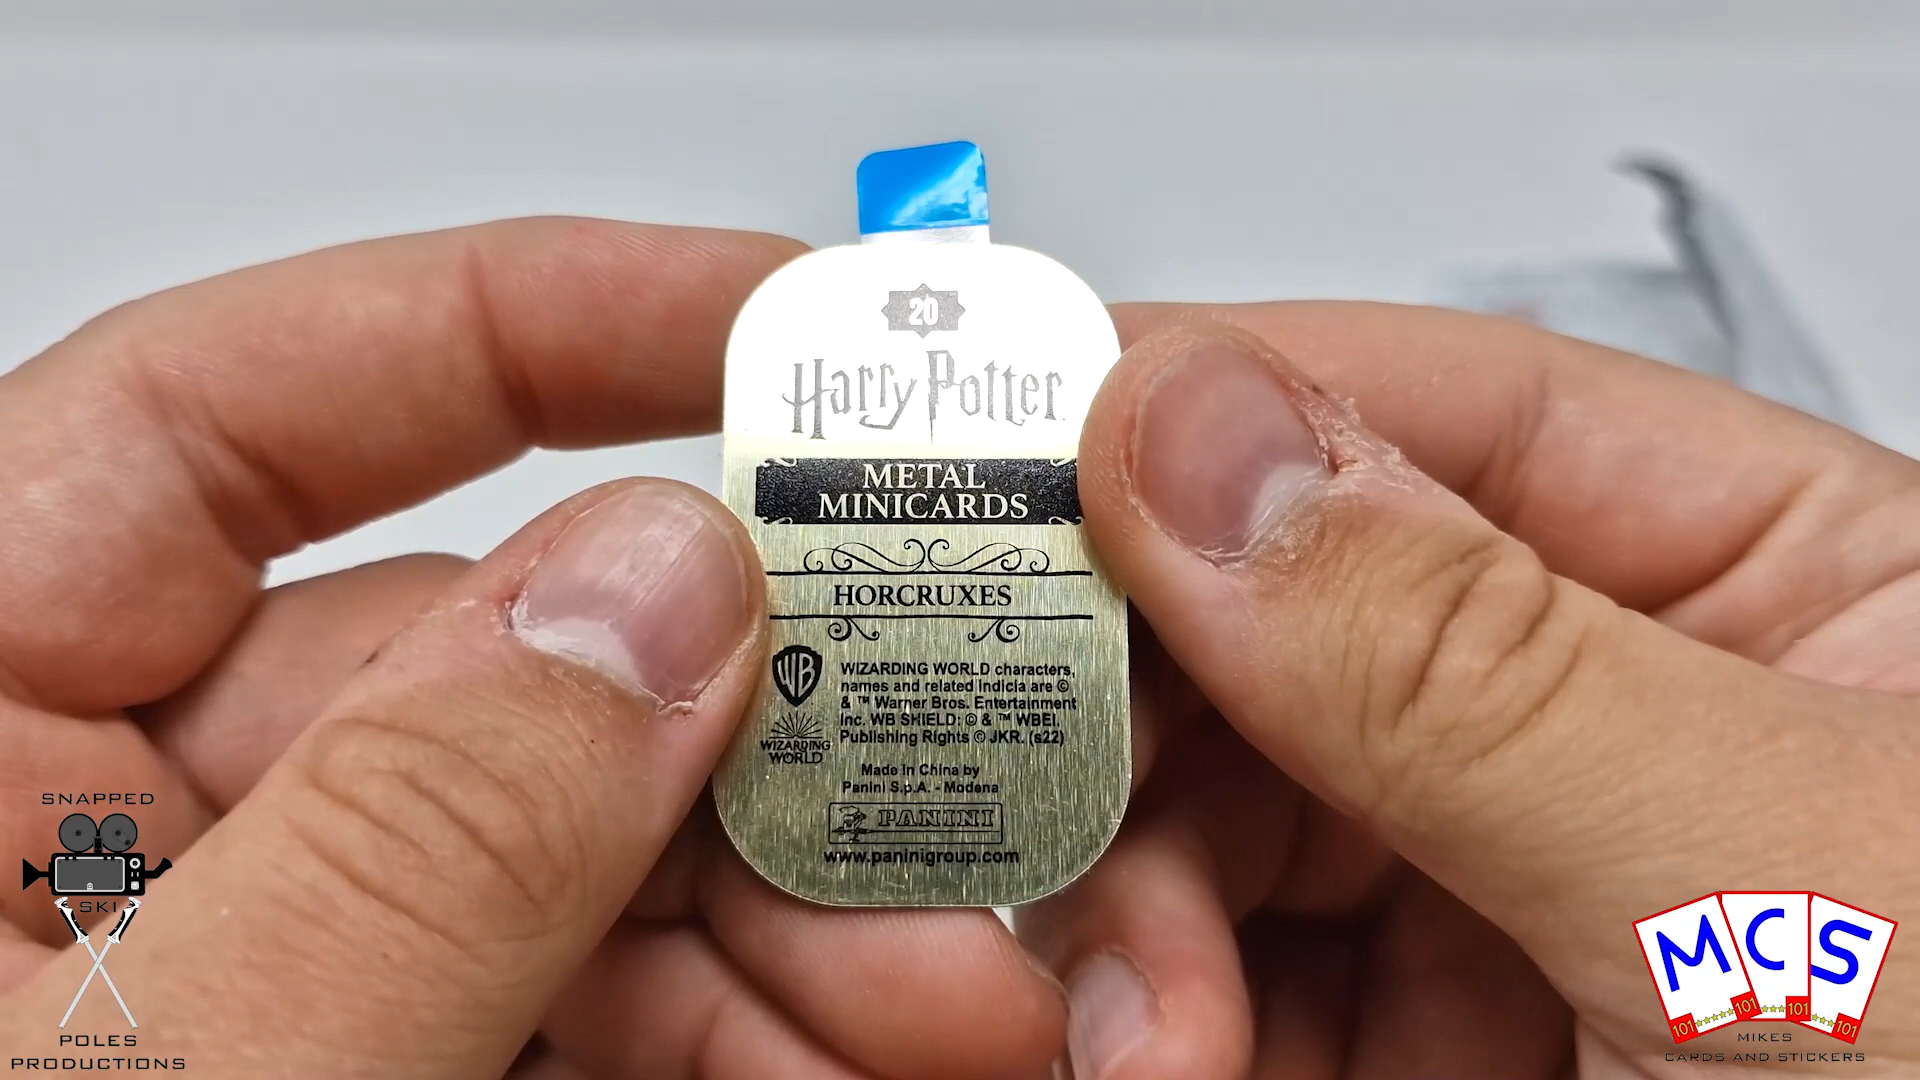 20
Harry Potter
METAL
MINICARDS
HORCRUXES
WB
WIZARDING
WORLD
WIZARDING WORLD characters,
names and related indicia are ©
& ™ Warner Bros. Entertainment
Inc. WB SHIELD: © & ™ WBEI.
Publishing Rights © JKR. (s22)
Made in China by
Panini S.p.A. - Modena
PANINI
www.paninigroup.com
SNAPPED
SKI
POLES
PRODUCTIONS
MCS
101 101 101 101
MIKES
CARDS AND STICKERS